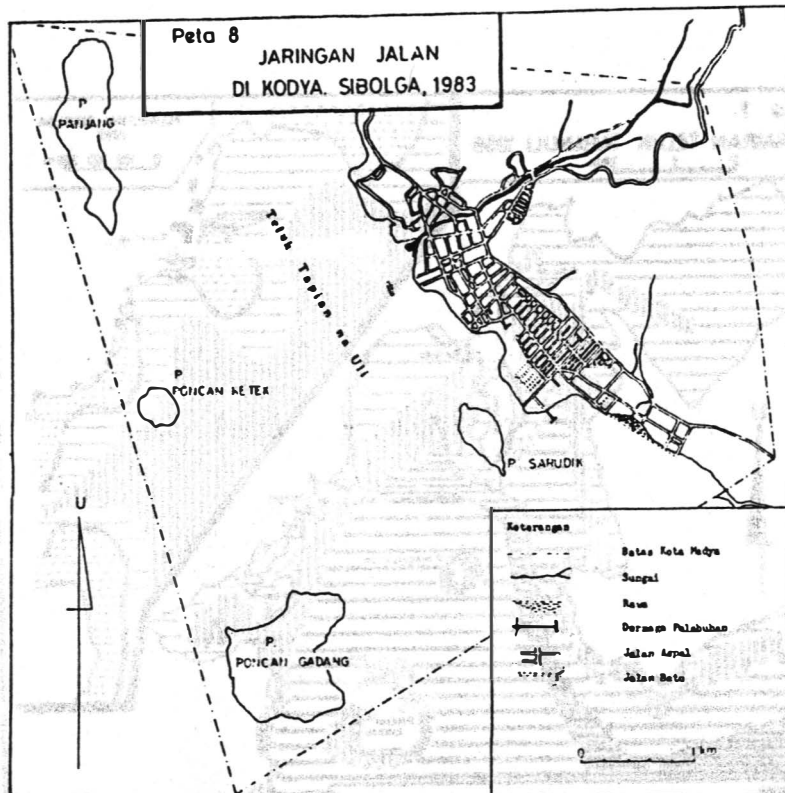 Peta 8
JARINGAN JALAN
DI KODYA. SIBOLGA, 1983
P.
PANJANG
Teluk Tapian na Uli
P.
PONCAN KETEK
P. SARUDIK
U
P.
PONCAN GADANG
Keterangan
Batas Kota Madya
Sungai
Rawa
Dermaga Pelabuhan
Jalan Aspal
Jalan Batu
0 1 km